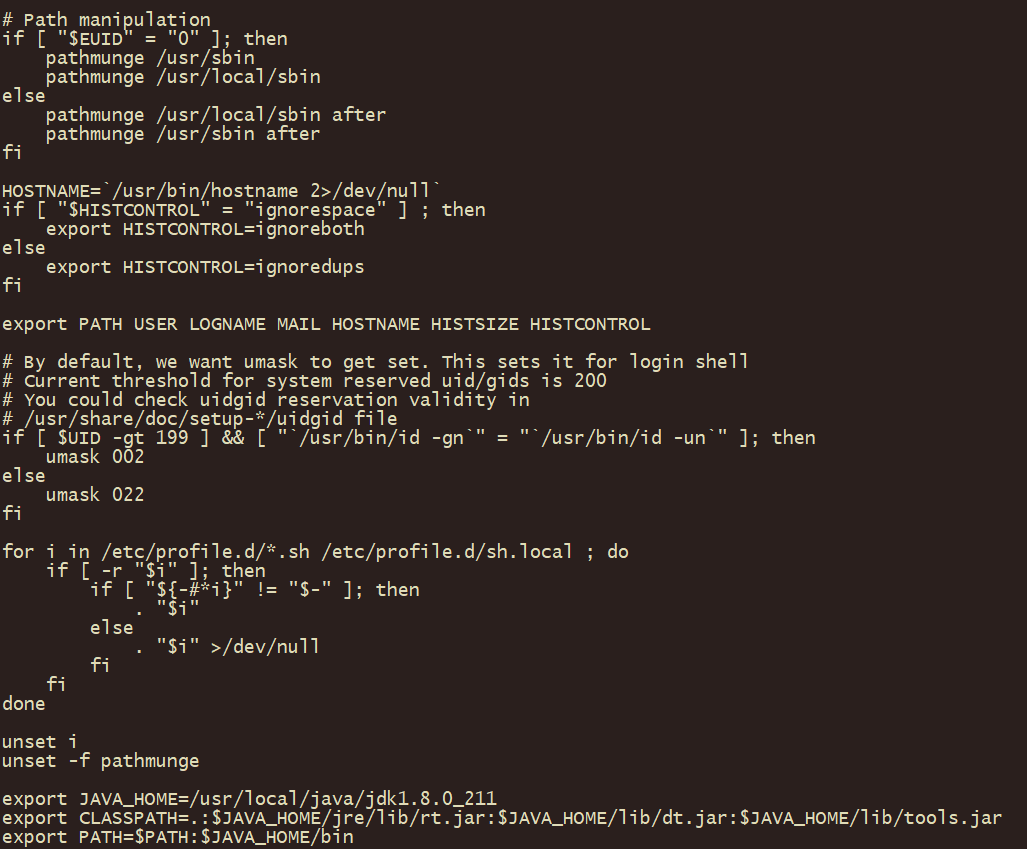 # Path manipulation
if [ "$EUID" = "0" ]; then
    pathmunge /usr/sbin
    pathmunge /usr/local/sbin
else
    pathmunge /usr/local/sbin after
    pathmunge /usr/sbin after
fi

HOSTNAME=`/usr/bin/hostname 2>/dev/null`
if [ "$HISTCONTROL" = "ignorespace" ] ; then
    export HISTCONTROL=ignoreboth
else
    export HISTCONTROL=ignoredups
fi

export PATH USER LOGNAME MAIL HOSTNAME HISTSIZE HISTCONTROL

# By default, we want umask to get set. This sets it for login shell
# Current threshold for system reserved uid/gids is 200
# You could check uidgid reservation validity in
# /usr/share/doc/setup-*/uidgid file
if [ $UID -gt 199 ] && [ "`/usr/bin/id -gn`" = "`/usr/bin/id -un`" ]; then
    umask 002
else
    umask 022
fi

for i in /etc/profile.d/*.sh /etc/profile.d/sh.local ; do
    if [ -r "$i" ]; then
        if [ "${-#*i}" != "$-" ]; then
            . "$i"
        else
            . "$i" >/dev/null
        fi
    fi
done

unset i
unset -f pathmunge

export JAVA_HOME=/usr/local/java/jdk1.8.0_211
export CLASSPATH=.:$JAVA_HOME/jre/lib/rt.jar:$JAVA_HOME/lib/dt.jar:$JAVA_HOME/lib/tools.jar
export PATH=$PATH:$JAVA_HOME/bin